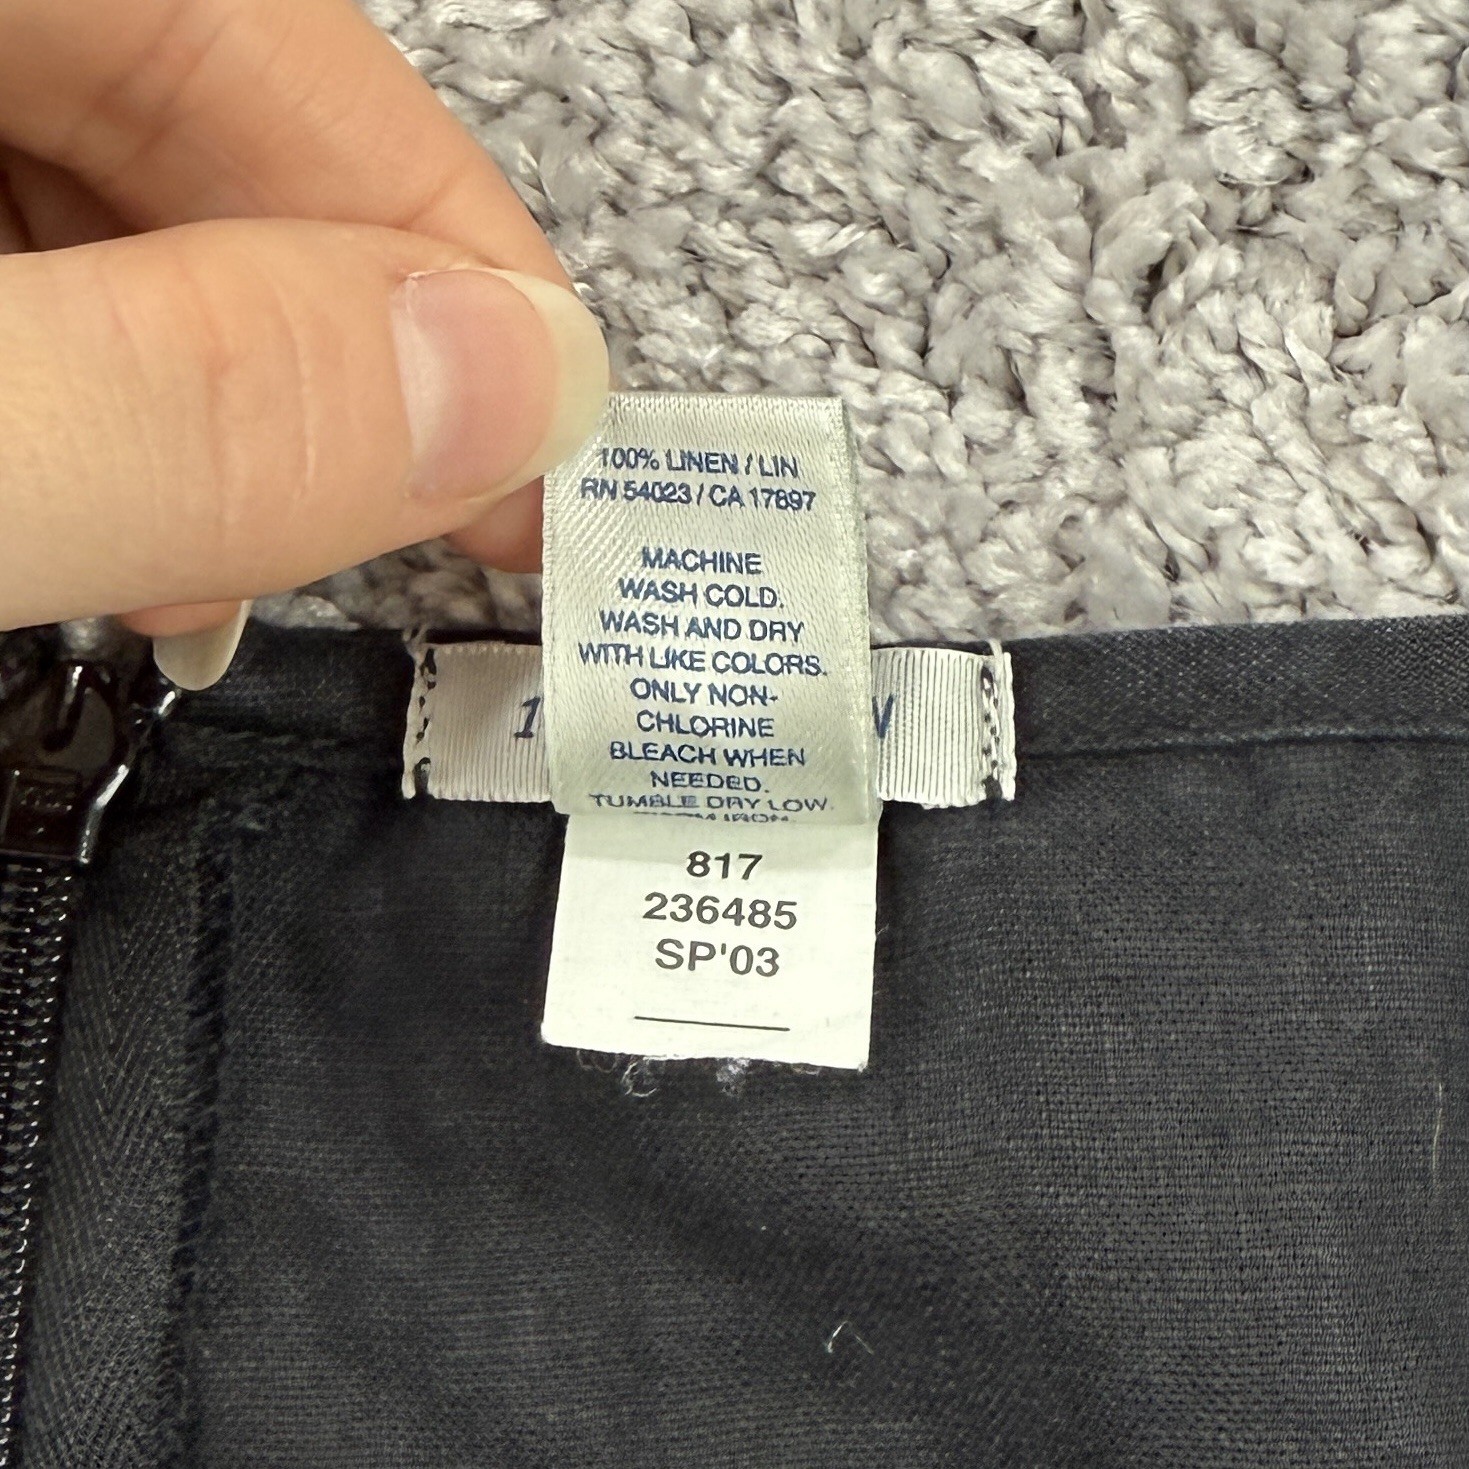 100% LINEN / LIN
RN 54023 / CA 17897
MACHINE
WASH COLD.
WASH AND DRY
WITH LIKE COLORS.
ONLY NON-
CHLORINE
BLEACH WHEN
NEEDED.
TUMBLE DRY LOW.
1 W
817
236485
SP'03